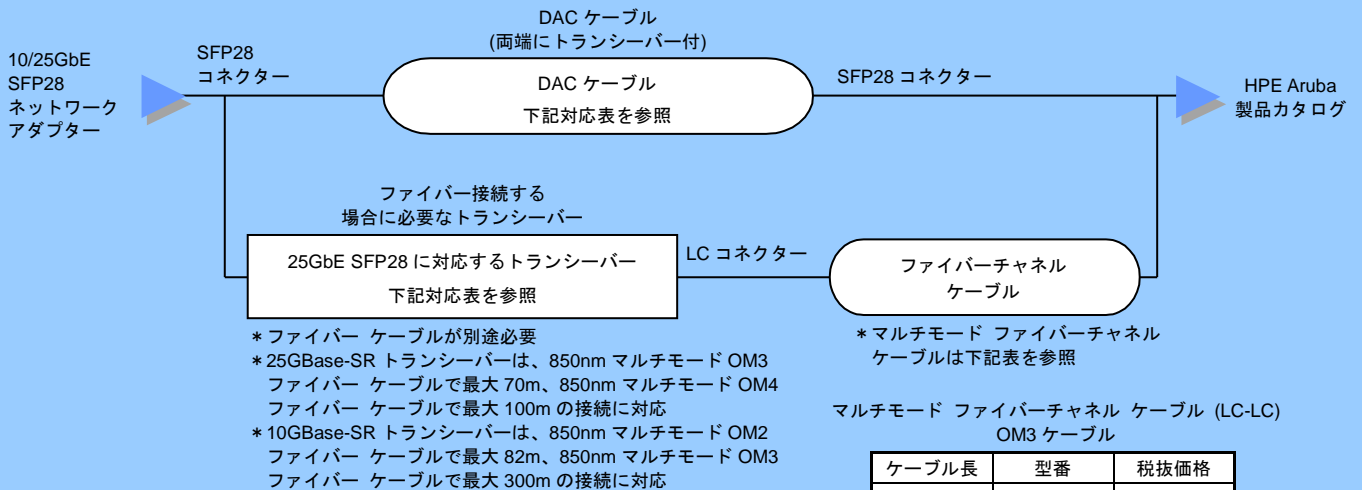 DAC ケーブル
(両端にトランシーバー付)
10/25GbE
SFP28
ネットワーク
アダプター
SFP28
コネクター
DAC ケーブル
下記対応表を参照
SFP28 コネクター
HPE Aruba
製品カタログ
ファイバー接続する
場合に必要なトランシーバー
25GbE SFP28 に対応するトランシーバー
下記対応表を参照
LC コネクター
ファイバーチャネル
ケーブル
*ファイバー ケーブルが別途必要
*25GBase-SR トランシーバーは、850nm マルチモード OM3
ファイバー ケーブルで最大 70m、850nm マルチモード OM4
ファイバー ケーブルで最大 100m の接続に対応
*10GBase-SR トランシーバーは、850nm マルチモード OM2
ファイバー ケーブルで最大 82m、850nm マルチモード OM3
ファイバー ケーブルで最大 300m の接続に対応
*マルチモード ファイバーチャネル
ケーブルは下記表を参照
マルチモード ファイバーチャネル ケーブル (LC-LC)
OM3 ケーブル
ケーブル長 型番 税抜価格